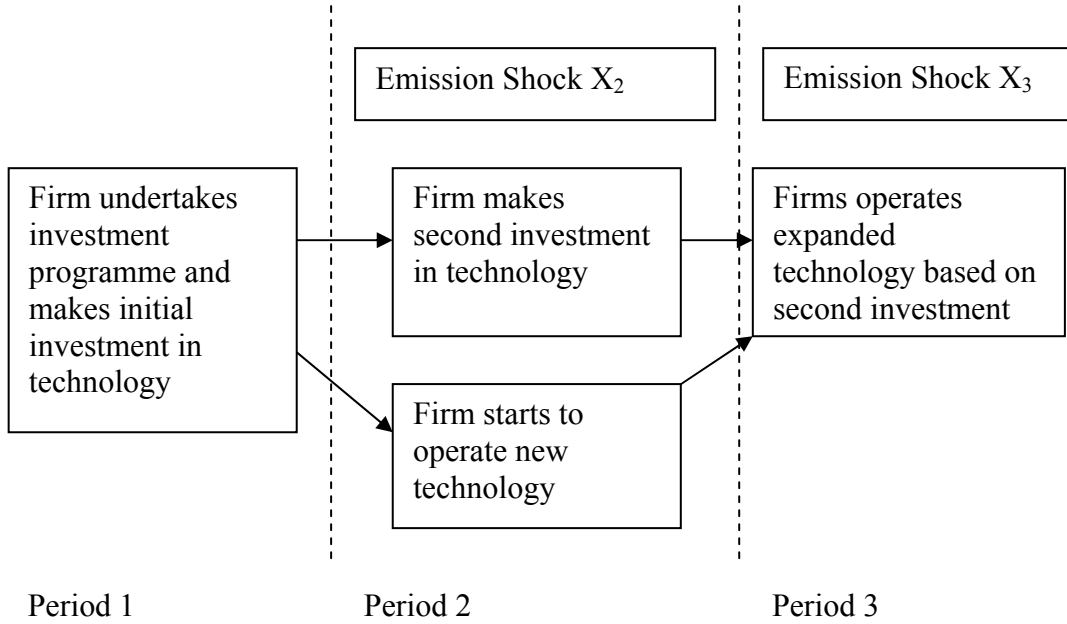 Emission Shock X₂
Emission Shock X₃
Firm undertakes
investment
programme and
makes initial
investment in
technology
Firm makes
second investment
in technology
Firms operates
expanded
technology based on
second investment
Firm starts to
operate new
technology
Period 1
Period 2
Period 3